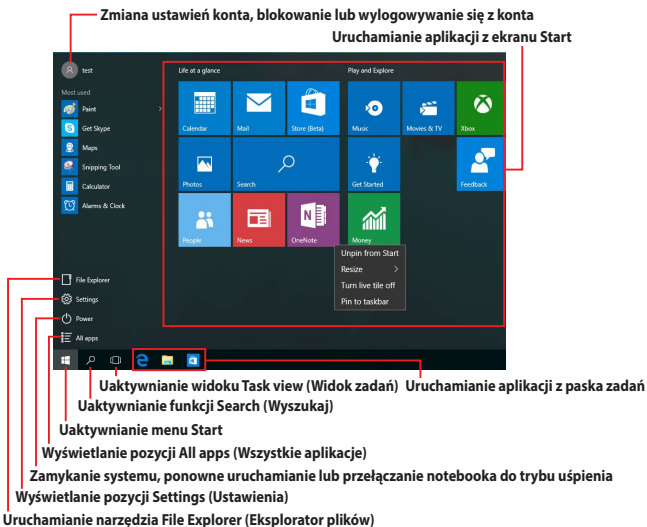 Zmiana ustawień konta, blokowanie lub wylogowywanie się z konta
Uruchamianie aplikacji z ekranu Start
test
Life at a glance
Play and Explore
Most used
Paint
Get Skype
Maps
Snipping Tool
Calculator
Alarms & Clock
Calendar
Mail
Store (Beta)
Music
Movies & TV
Xbox
Photos
Search
Get Started
Feedback
People
News
OneNote
Money
Unpin from Start
Resize
Turn live tile off
Pin to taskbar
File Explorer
Settings
Power
All apps
Uaktywnianie widoku Task view (Widok zadań)
Uruchamianie aplikacji z paska zadań
Uaktywnianie funkcji Search (Wyszukaj)
Uaktywnianie menu Start
Wyświetlanie pozycji All apps (Wszystkie aplikacje)
Zamykanie systemu, ponowne uruchamianie lub przełączanie notebooka do trybu uśpienia
Wyświetlanie pozycji Settings (Ustawienia)
Uruchamianie narzędzia File Explorer (Eksplorator plików)